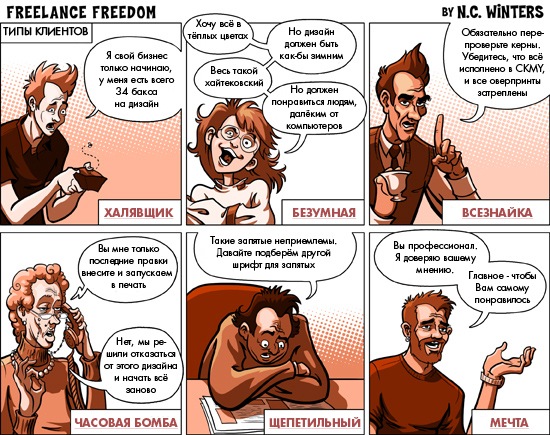 FREELANCE FREEDOM
BY N.C. WINTERS
ТИПЫ КЛИЕНТОВ
Я свой бизнес
только начинаю,
у меня есть всего
34 бакса
на дизайн
ХАЛЯВЩИК
Хочу всё в
тёплых цветах
Но дизайн
должен быть
как-бы зимним
Весь такой
хайтековский
Но должен
понравиться людям,
далёким от
компьютеров
БЕЗУМНАЯ
Обязательно пере-
проверьте керны.
Убедитесь, что всё
исполнено в СКМУ,
и все оверпринты
затреплены
ВСЕЗНАЙКА
Вы мне только
последние правки
внесите и запускаем
в печать
Нет, мы ре-
шили отказаться
от этого дизайна
и начать всё
заново
ЧАСОВАЯ БОМБА
Такие запятые неприемлемы.
Давайте подберём другой
шрифт для запятых
ЩЕПЕТИЛЬНЫЙ
Вы профессионал.
Я доверяю вашему
мнению.
Главное - чтобы
Вам самому
понравилось
МЕЧТА